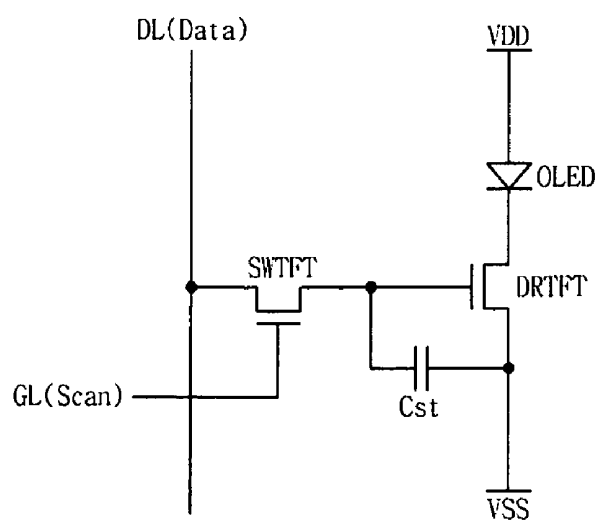 DL(Data)
VDD
OLED
SWTFT
DRTFT
GL(Scan)
Cst
VSS